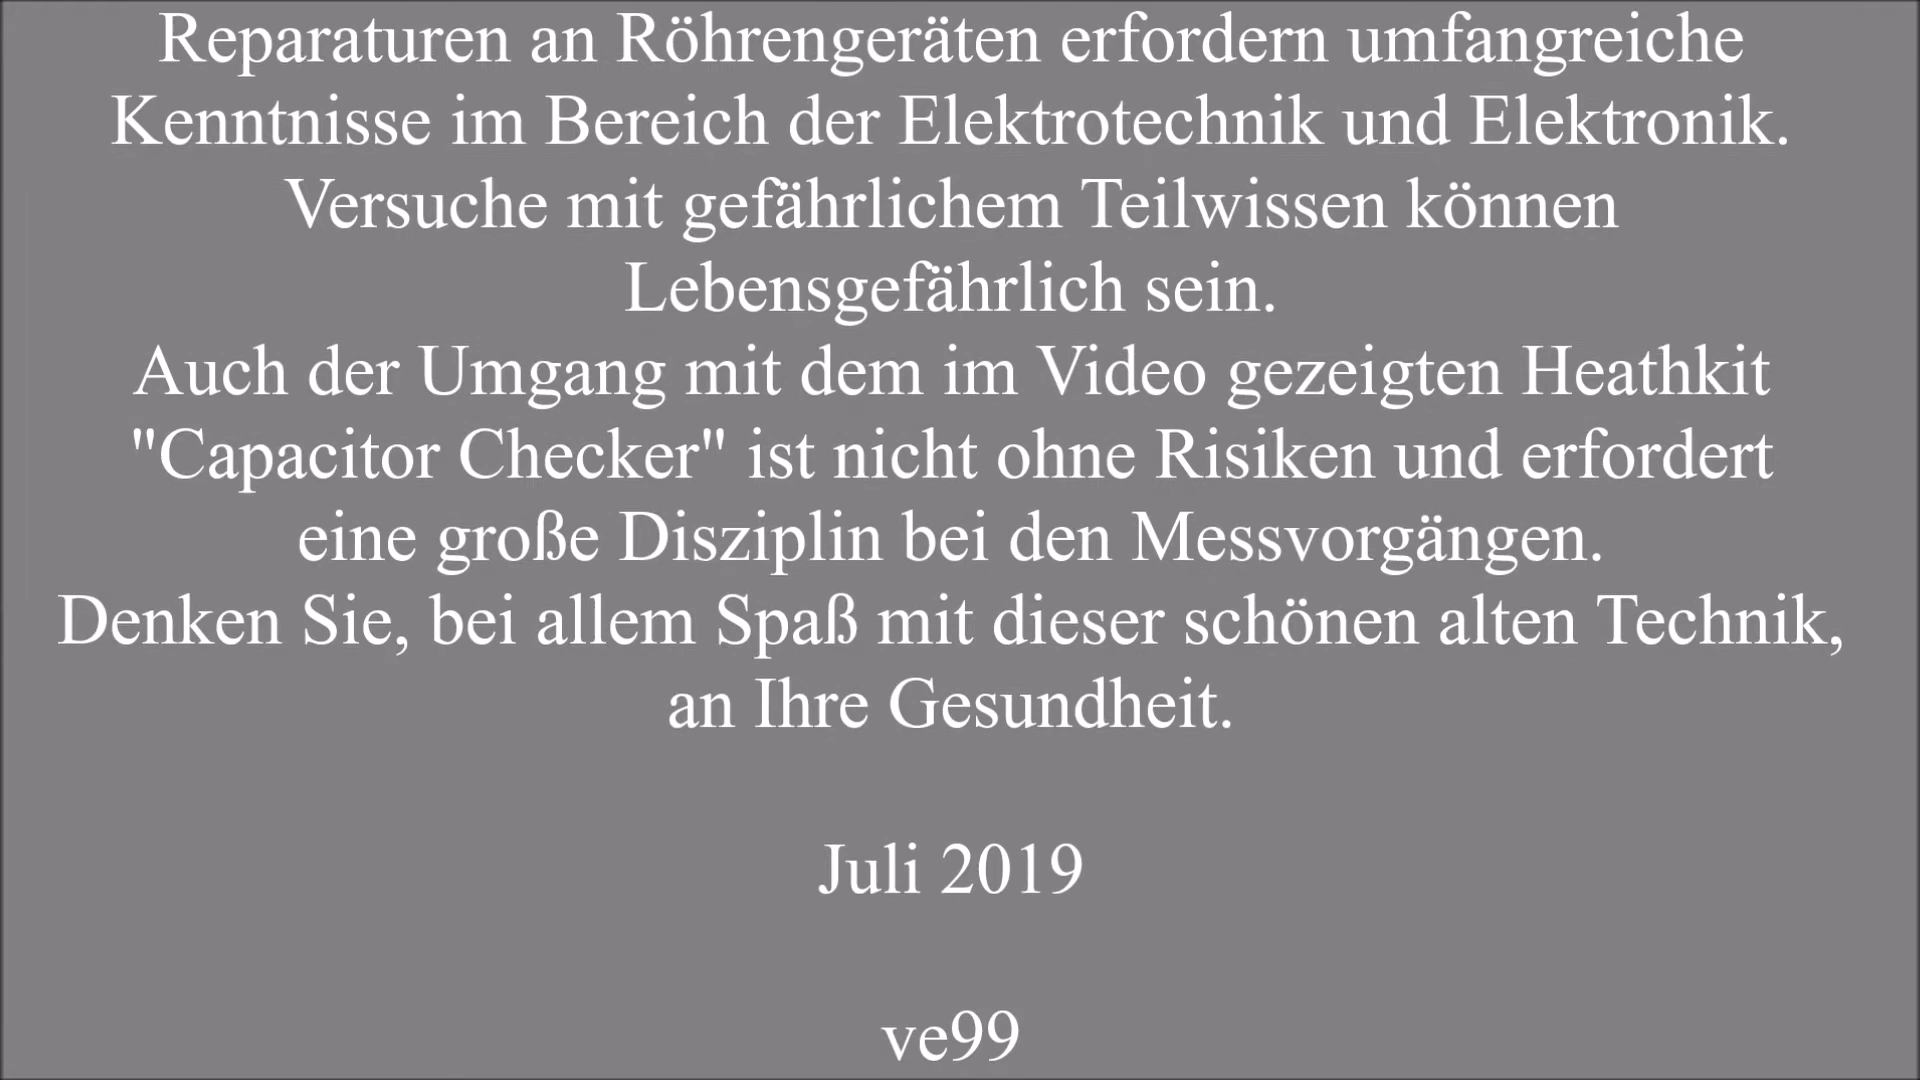 Reparaturen an Röhrengeräten erfordern umfangreiche
Kenntnisse im Bereich der Elektrotechnik und Elektronik.
Versuche mit gefährlichem Teilwissen können
Lebensgefährlich sein.
Auch der Umgang mit dem im Video gezeigten Heathkit
"Capacitor Checker" ist nicht ohne Risiken und erfordert
eine große Disziplin bei den Messvorgängen.
Denken Sie, bei allem Spaß mit dieser schönen alten Technik,
an Ihre Gesundheit.
Juli 2019
ve99